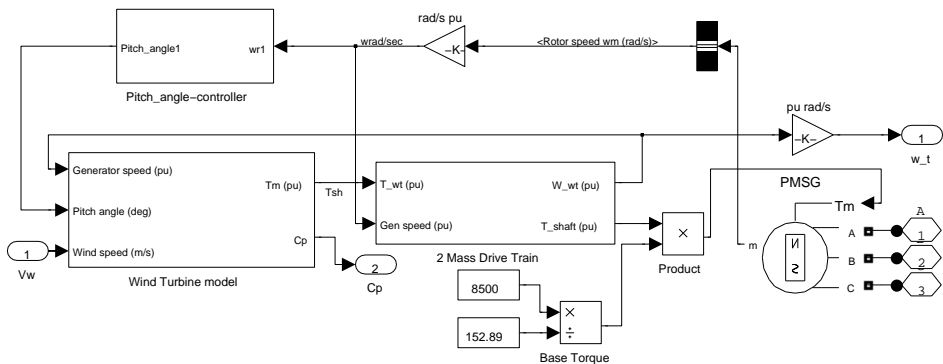 rad/s pu
Pitch_angle1
wr1
wrad/sec
-K-
<Rotor speed wm (rad/s)>
Pitch_angle-controller
pu rad/s
-K-
1
w_t
Generator speed (pu)
Tm (pu)
Tsh
T_wt (pu)
W_wt (pu)
PMSG
Pitch angle (deg)
Gen speed (pu)
T_shaft (pu)
×
Tm
A
1
Wind speed (m/s)
Cp
1
Vw
2
Cp
Wind Turbine model
2 Mass Drive Train
Product
m
N
S
A
B
C
2
3
8500
152.89
×
÷
Base Torque